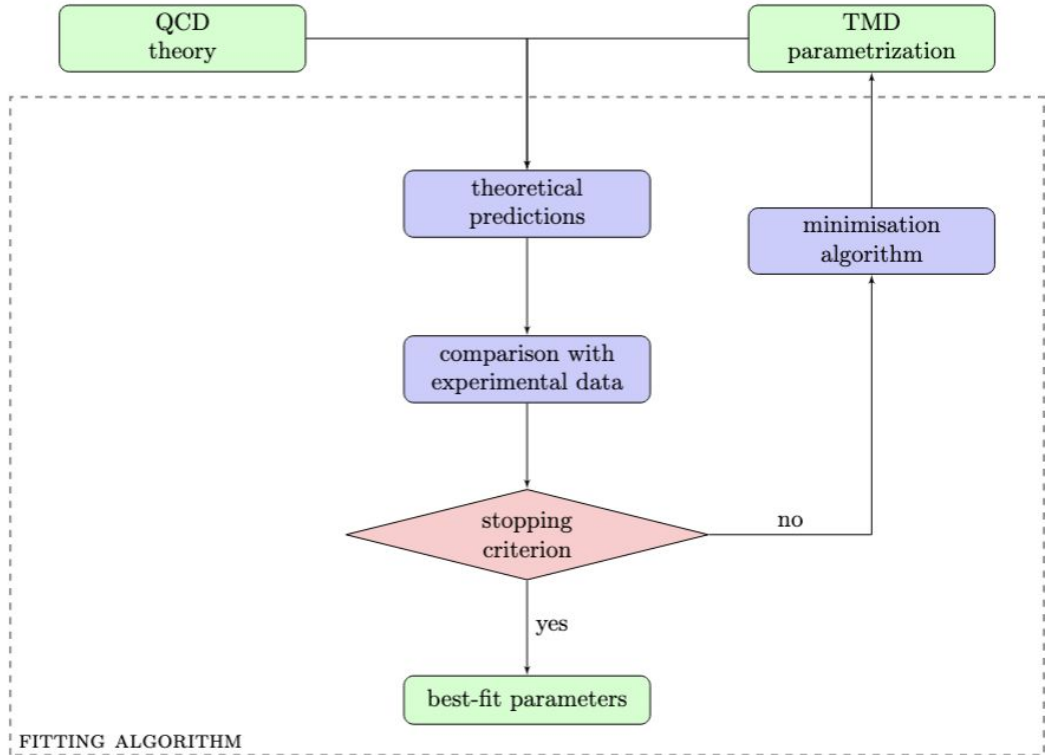 QCD
theory
TMD
parametrization
theoretical
predictions
minimisation
algorithm
comparison with
experimental data
stopping
criterion
no
yes
best-fit parameters
FITTING ALGORITHM